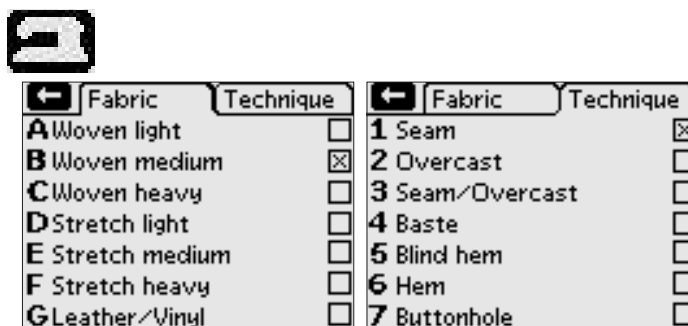 Fabric Technique
A Woven light
B Woven medium
C Woven heavy
D Stretch light
E Stretch medium
F Stretch heavy
G Leather/Vinyl
Fabric Technique
1 Seam
2 Overcast
3 Seam/Overcast
4 Baste
5 Blind hem
6 Hem
7 Buttonhole